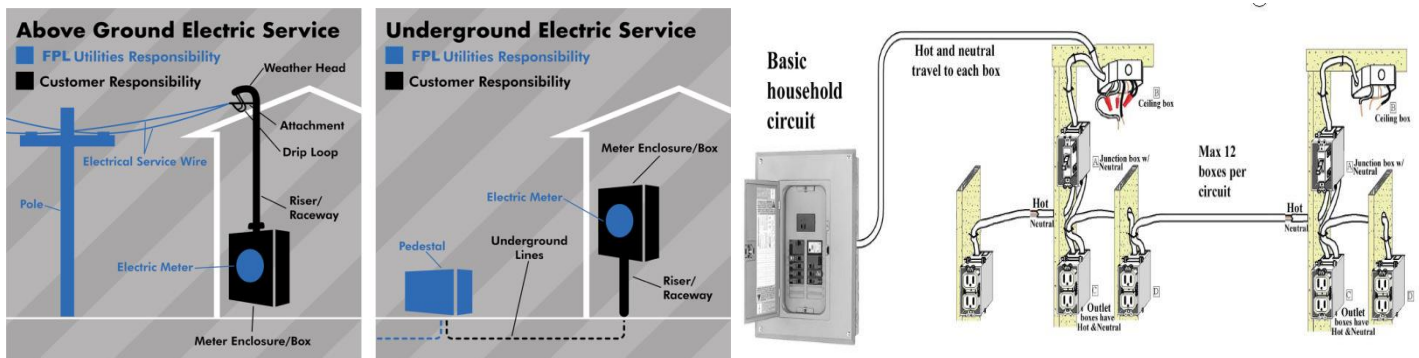 Above Ground Electric Service
FPL Utilities Responsibility
Customer Responsibility
Weather Head
Attachment
Drip Loop
Electrical Service Wire
Pole
Riser/
Raceway
Electric Meter
Meter Enclosure/Box
Underground Electric Service
FPL Utilities Responsibility
Customer Responsibility
Meter Enclosure/Box
Electric Meter
Pedestal
Underground
Lines
Riser/
Raceway
Basic
household
circuit
Hot and neutral
travel to each box
B
Ceiling box
A
Junction box w/
Neutral
Hot
Neutral
C
Outlet
boxes have
Hot &Neutral
D
Max 12
boxes per
circuit
Hot
Neutral
Ceiling box
A
Junction box w/
Neutral
C
Outlet
boxes have
Hot &Neutral
D